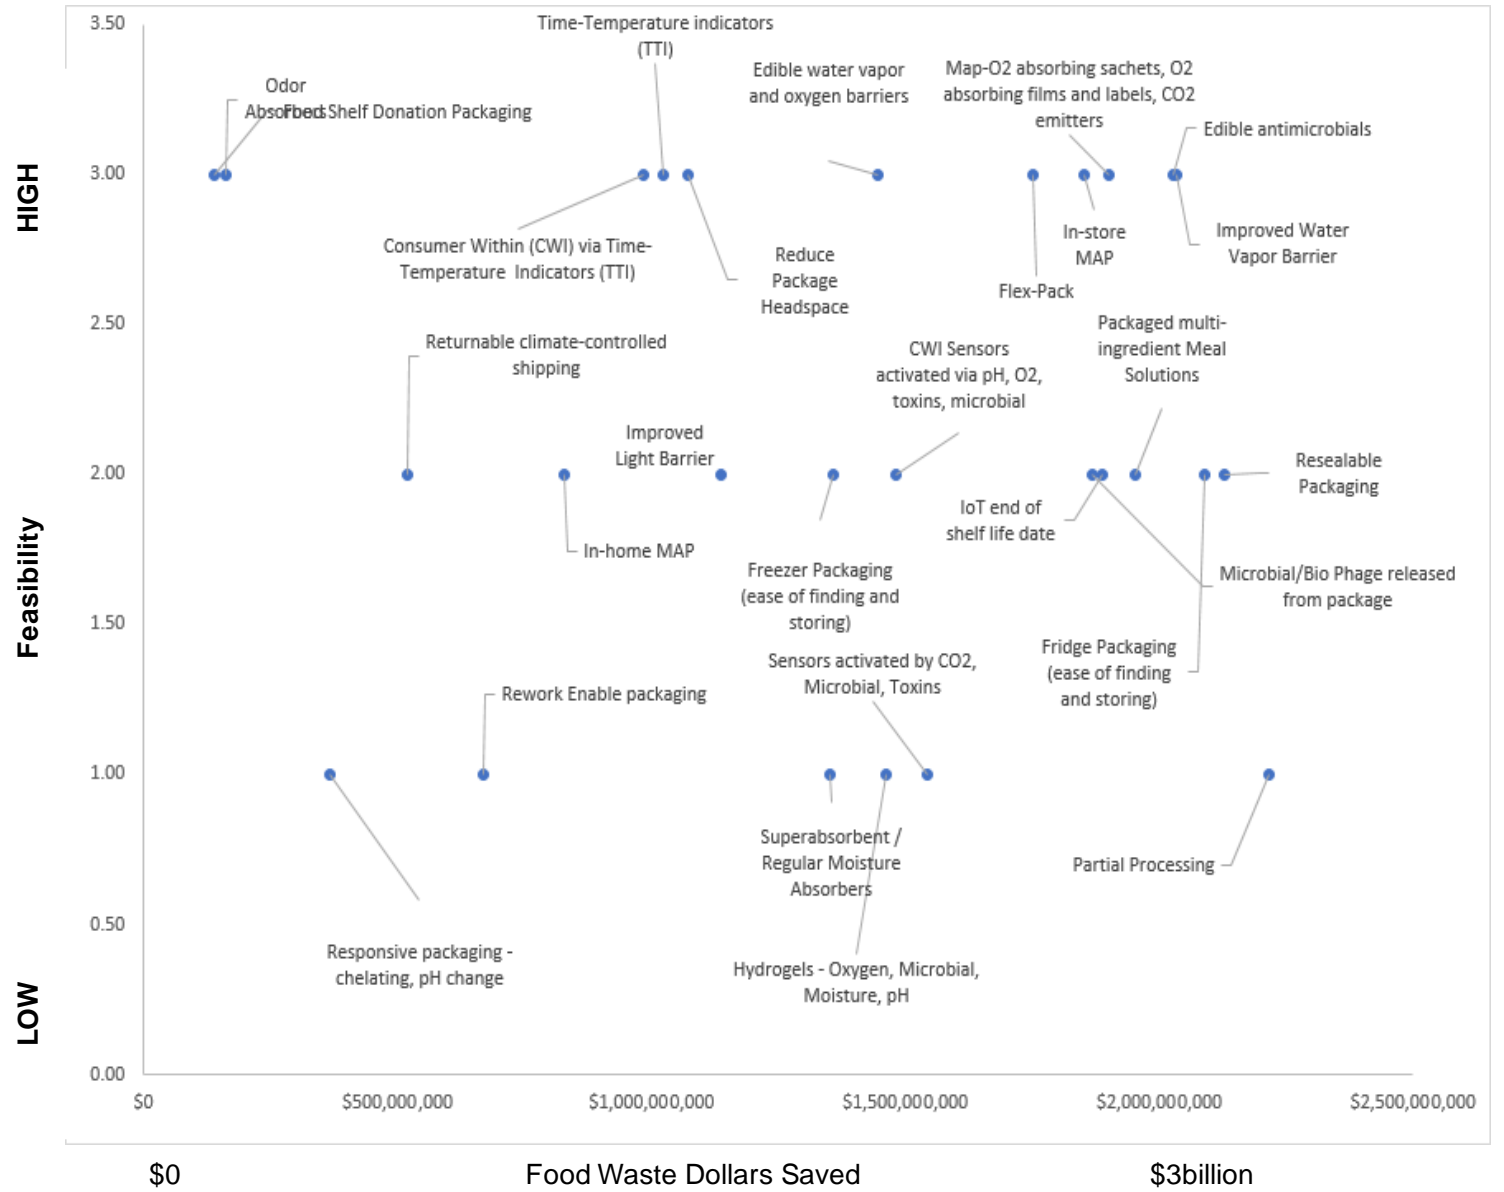 3.50
Time-Temperature indicators
(TTI)
Edible water vapor
and oxygen barriers
Map-O2 absorbing sachets, O2
absorbing films and labels, CO2
emitters
Odor
Absorbers
Food Shelf Donation Packaging
Edible antimicrobials
3.00
HIGH
Consumer Within (CWI) via Time-
Temperature Indicators (TTI)
Reduce
Package
Headspace
In-store
MAP
Improved Water
Vapor Barrier
Flex-Pack
2.50
Returnable climate-controlled
shipping
CWI Sensors
activated via pH, O2,
toxins, microbial
Packaged multi-
ingredient Meal
Solutions
Improved
Light Barrier
2.00
Resealable
Packaging
IoT end of
shelf life date
In-home MAP
Freezer Packaging
(ease of finding and
storing)
Microbial/Bio Phage released
from package
Feasibility
1.50
Sensors activated by CO2,
Microbial, Toxins
Fridge Packaging
(ease of finding
and storing)
Rework Enable packaging
1.00
Superabsorbent /
Regular Moisture
Absorbers
Partial Processing
0.50
Responsive packaging -
chelating, pH change
Hydrogels - Oxygen, Microbial,
Moisture, pH
LOW
0.00
$0 $500,000,000 $1,000,000,000 $1,500,000,000 $2,000,000,000 $2,500,000,000
$0 Food Waste Dollars Saved $3billion